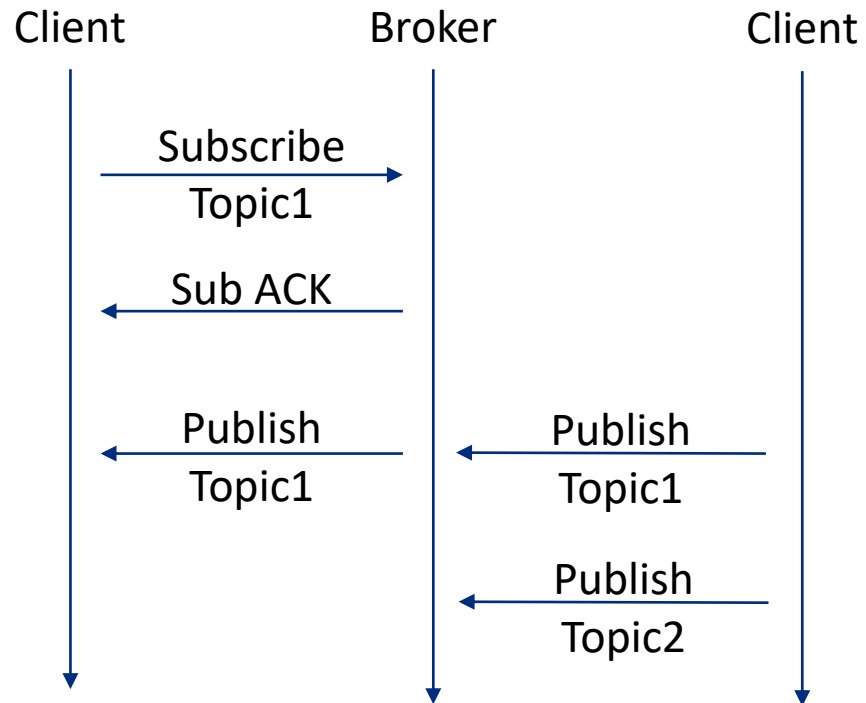 Client
Broker
Client
Subscribe
Topic1
Sub ACK
Publish
Topic1
Publish
Topic1
Publish
Topic2